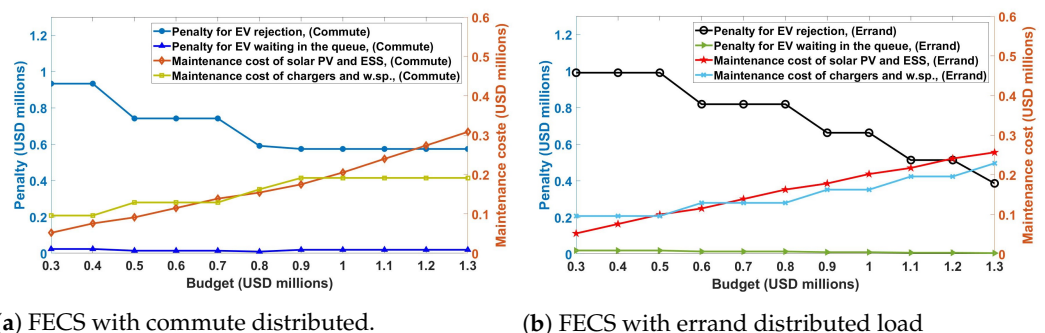 Penalty for EV rejection, (Commute)
Penalty for EV waiting in the queue, (Commute)
Maintenance cost of solar PV and ESS, (Commute)
Maintenance cost of chargers and w.sp., (Commute)
1.2
1
0.8
0.6
0.4
0.2
0
Penalty (USD millions)
0.6
0.5
0.4
0.3
0.2
0.1
0
Maintenance coste (USD millions)
0.3 0.4 0.5 0.6 0.7 0.8 0.9 1 1.1 1.2 1.3
Budget (USD millions)
(a) FECS with commute distributed.
Penalty for EV rejection, (Errand)
Penalty for EV waiting in the queue, (Errand)
Maintenance cost of solar PV and ESS, (Errand)
Maintenance cost of chargers and w.sp., (Errand)
1.2
1
0.8
0.6
0.4
0.2
0
Penalty (USD millions)
0.6
0.5
0.4
0.3
0.2
0.1
0
Maintenance cost (USD millions)
0.3 0.4 0.5 0.6 0.7 0.8 0.9 1 1.1 1.2 1.3
Budget (USD millions)
(b) FECS with errand distributed load